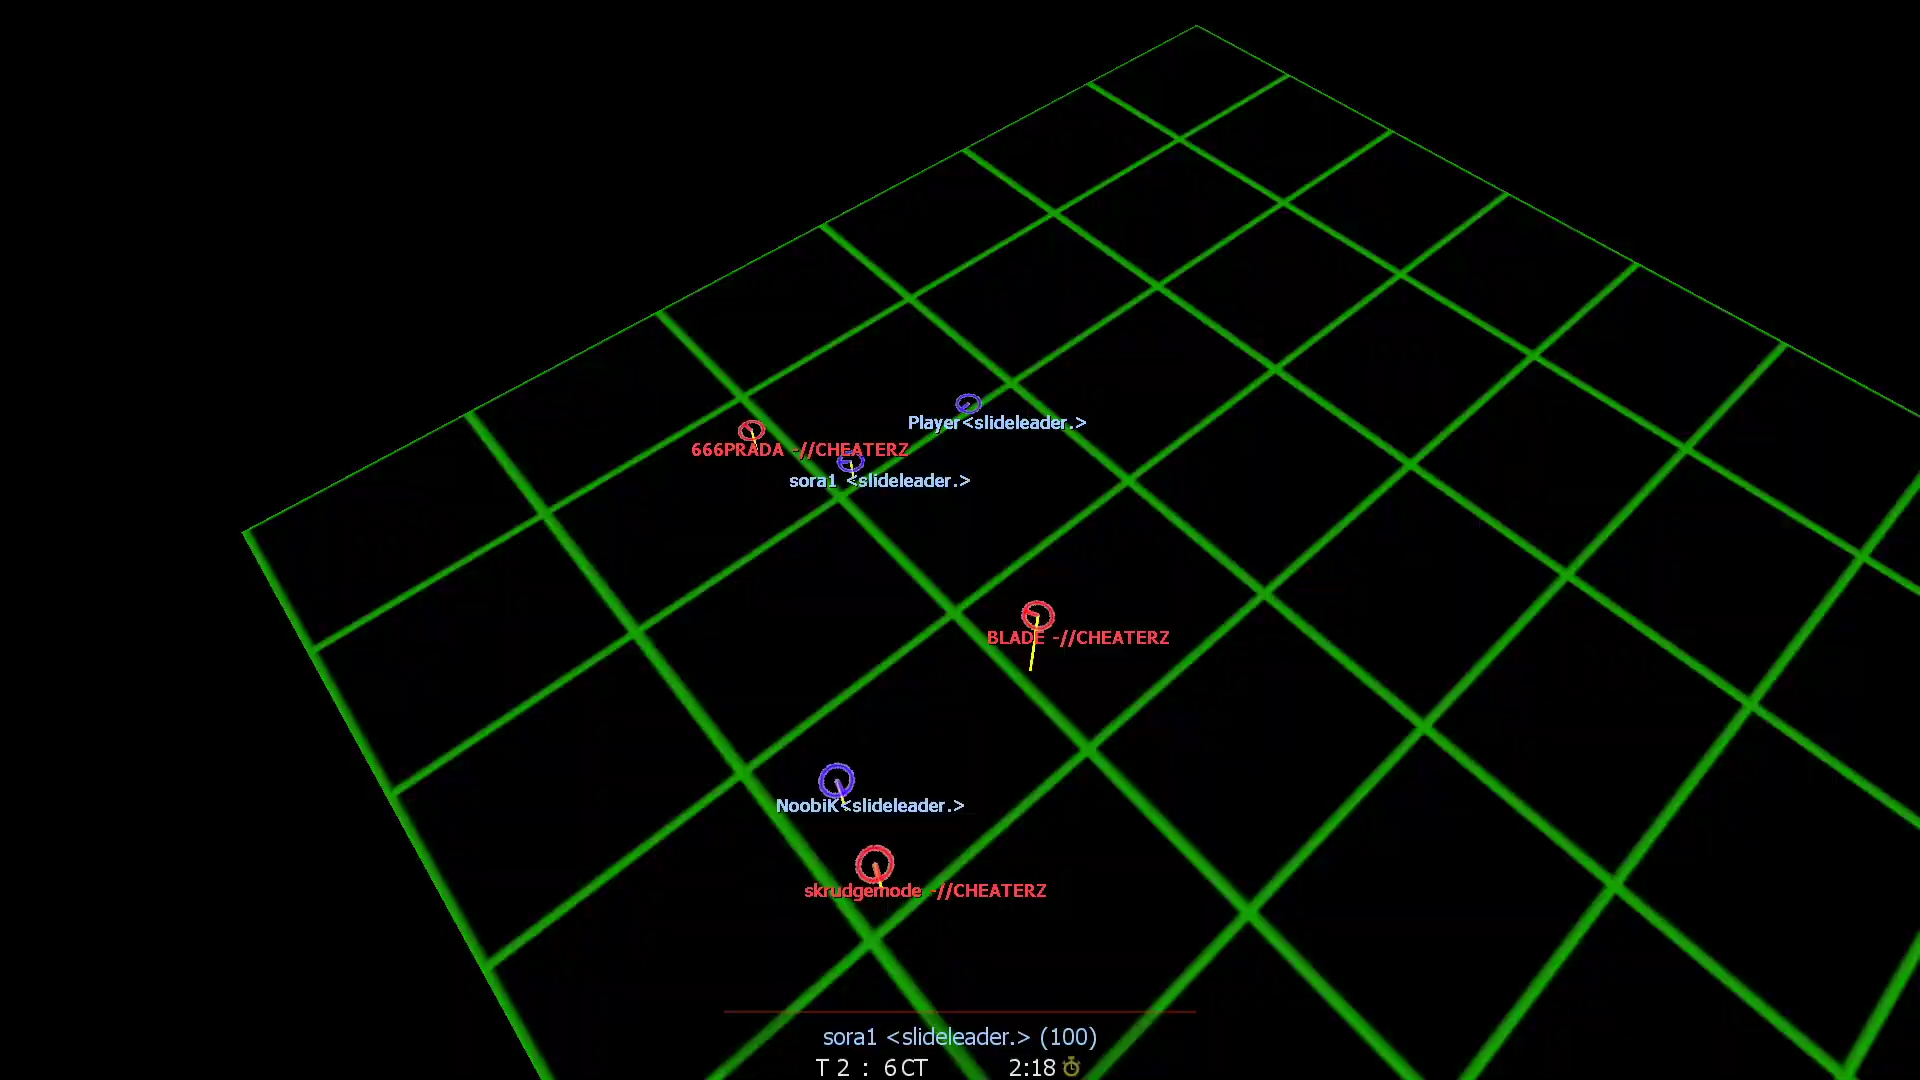 Player<slideleader.>
666PRADA -//CHEATERZ
sora1 <slideleader.>
BLADE -//CHEATERZ
NoobiK<slideleader.>
skrudgemode -//CHEATERZ
sora1 <slideleader.> (100)
T 2 : 6 CT 2:18